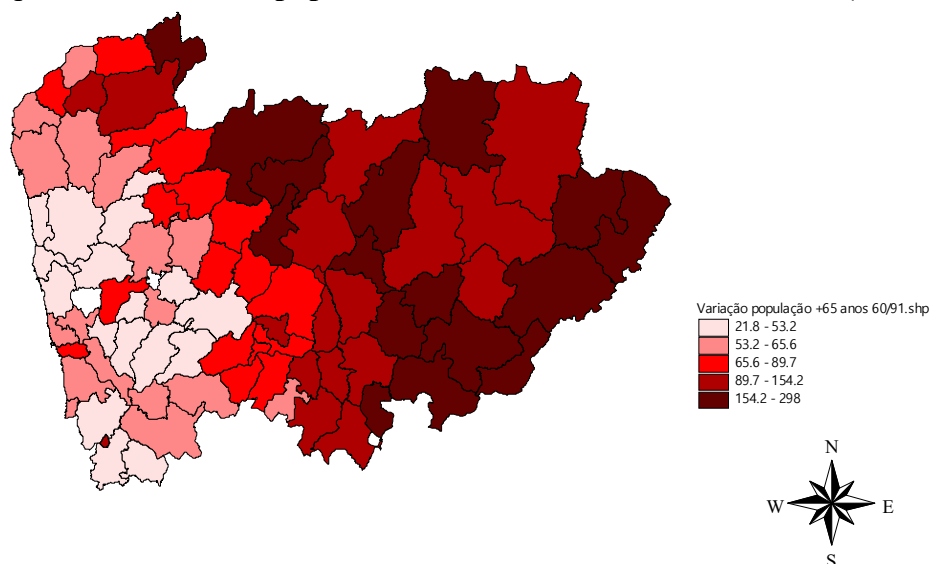 Variação população +65 anos 60/91.shp
21.8 - 53.2
53.2 - 65.6
65.6 - 89.7
89.7 - 154.2
154.2 - 298
N
W E
S